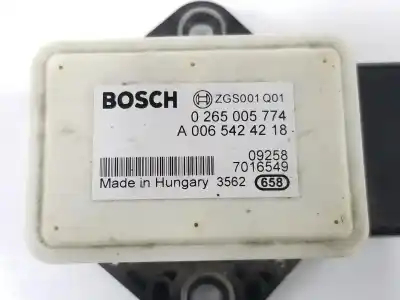 BOSCH ZGS001 Q01
0 265 005 774
A 006 542 42 18
09258
7016549
Made in Hungary 3562 658